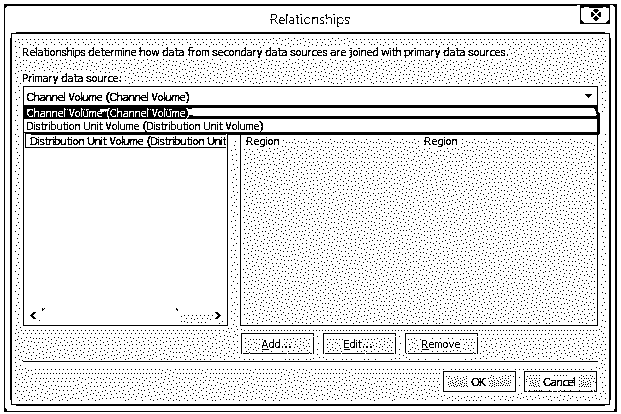 Relationships
Relationships determine how data from secondary data sources are joined with primary data sources.
Primary data source:
Channel Volume (Channel Volume)
Channel Volume (Channel Volume)
Distribution Unit Volume (Distribution Unit Volume)
Distribution Unit Volume (Distribution Unit
Region Region
Add... Edit... Remove
OK Cancel